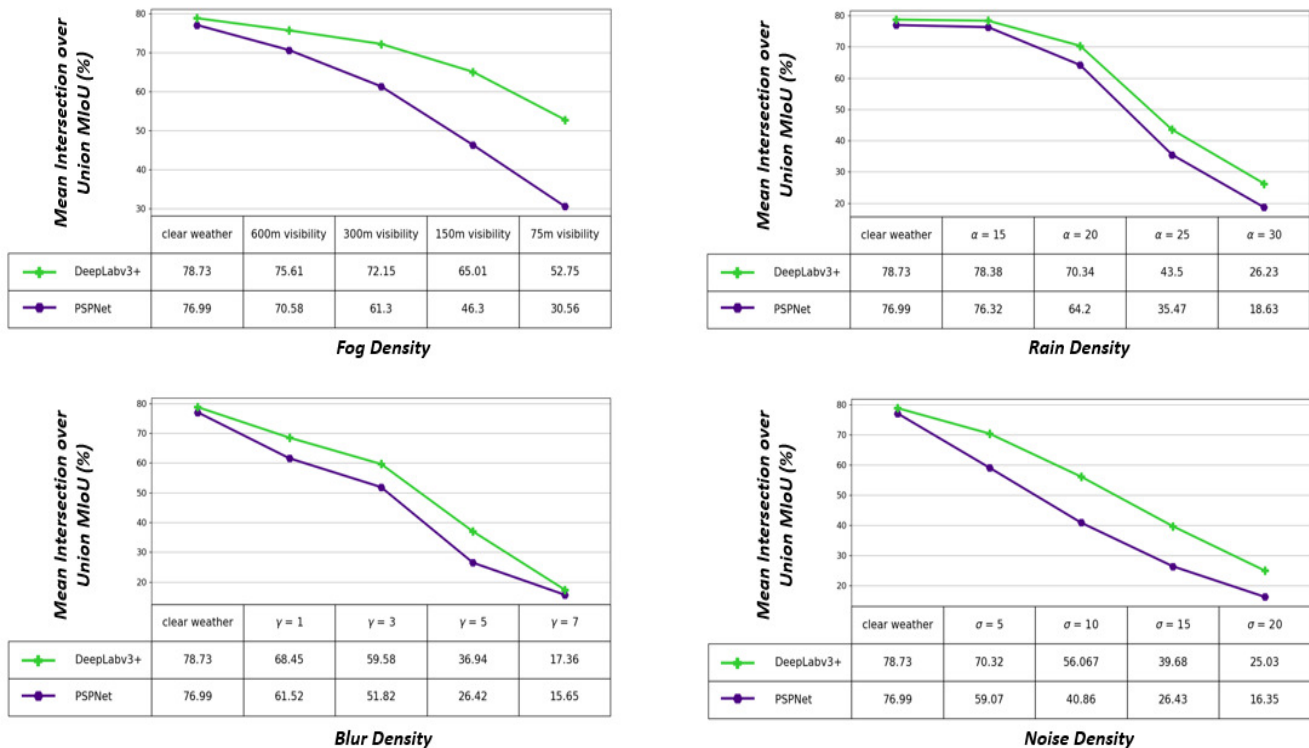 Mean Intersection over
Union MIoU (%)
80
70
60
50
40
30
clear weather 600m visibility 300m visibility 150m visibility 75m visibility
DeepLabv3+ 78.73 75.61 72.15 65.01 52.75
PSPNet 76.99 70.58 61.3 46.3 30.56
Fog Density
Mean Intersection over
Union MIoU (%)
80
70
60
50
40
30
20
clear weather α = 15 α = 20 α = 25 α = 30
DeepLabv3+ 78.73 78.38 70.34 43.5 26.23
PSPNet 76.99 76.32 64.2 35.47 18.63
Rain Density
Mean Intersection over
Union MIoU (%)
80
70
60
50
40
30
20
clear weather γ = 1 γ = 3 γ = 5 γ = 7
DeepLabv3+ 78.73 68.45 59.58 36.94 17.36
PSPNet 76.99 61.52 51.82 26.42 15.65
Blur Density
Mean Intersection over
Union MIoU (%)
80
70
60
50
40
30
20
clear weather σ = 5 σ = 10 σ = 15 σ = 20
DeepLabv3+ 78.73 70.32 56.067 39.68 25.03
PSPNet 76.99 59.07 40.86 26.43 16.35
Noise Density